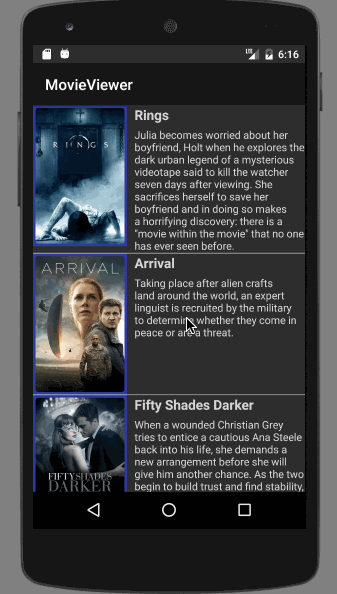 LTE 6:16
MovieViewer
RINGS
Rings
Julia becomes worried about her
boyfriend, Holt when he explores the
dark urban legend of a mysterious
videotape said to kill the watcher
seven days after viewing. She
sacrifices herself to save her
boyfriend and in doing so makes
a horrifying discovery: there is a
"movie within the movie" that no one
has ever seen before.
ARRIVAL
Arrival
Taking place after alien crafts
land around the world, an expert
linguist is recruited by the military
to determine whether they come in
peace or are a threat.
Fifty Shades Darker
When a wounded Christian Grey
tries to entice a cautious Ana Steele
back into his life, she demands a
new arrangement before she will
give him another chance. As the two
begin to build trust and find stability,
FIFTY SHADES
DARKER